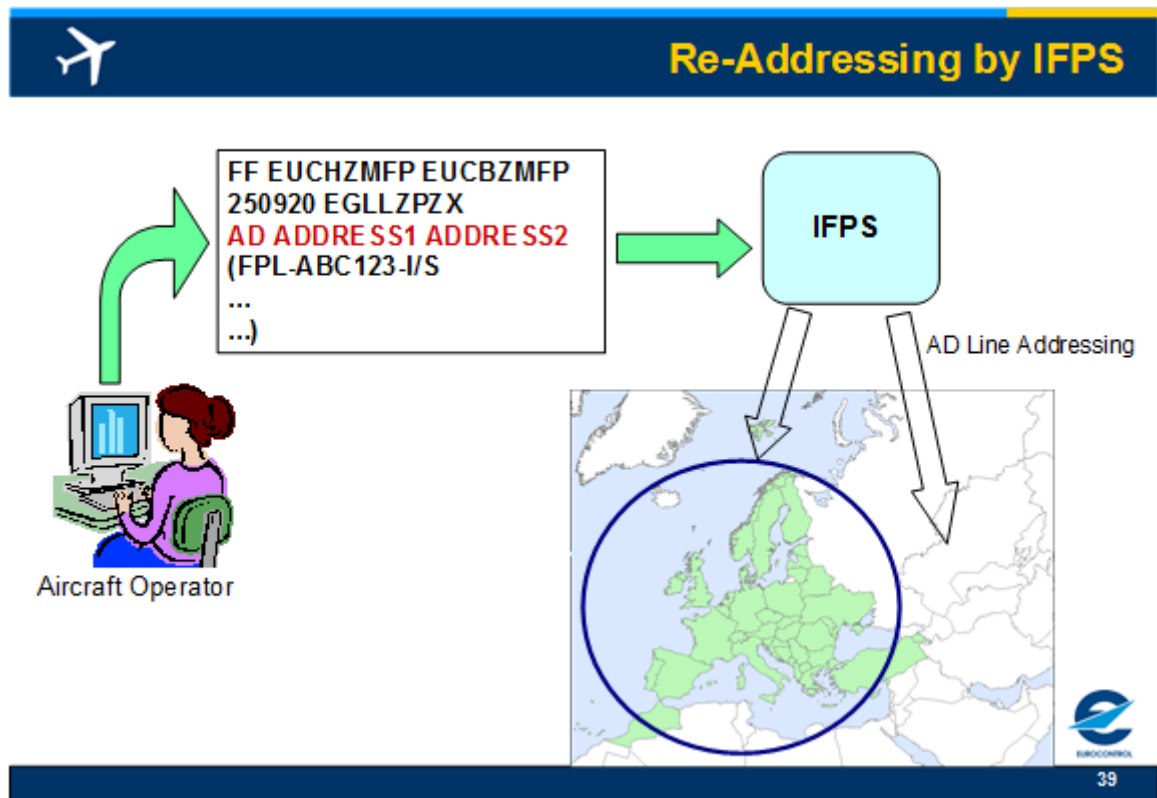 Re-Addressing by IFPS
FF EUCHZMFP EUCBZMFP
250920 EGLLZPZX
AD ADDRESS1 ADDRESS2
(FPL-ABC123-I/S
...
...)
IFPS
AD Line Addressing
Aircraft Operator
EUROCONTROL
39